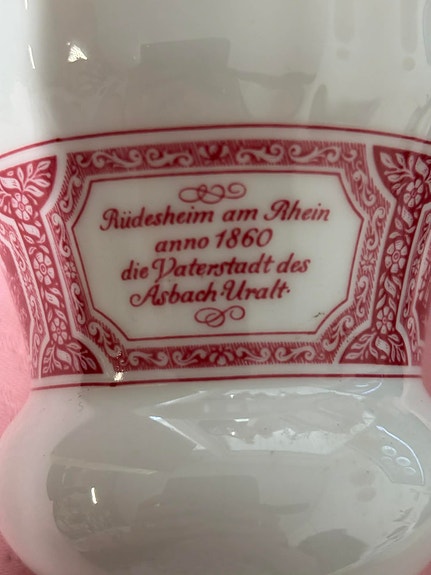 Rüdesheim am Rhein
anno 1860
die Vaterstadt des
Asbach-Uralt.